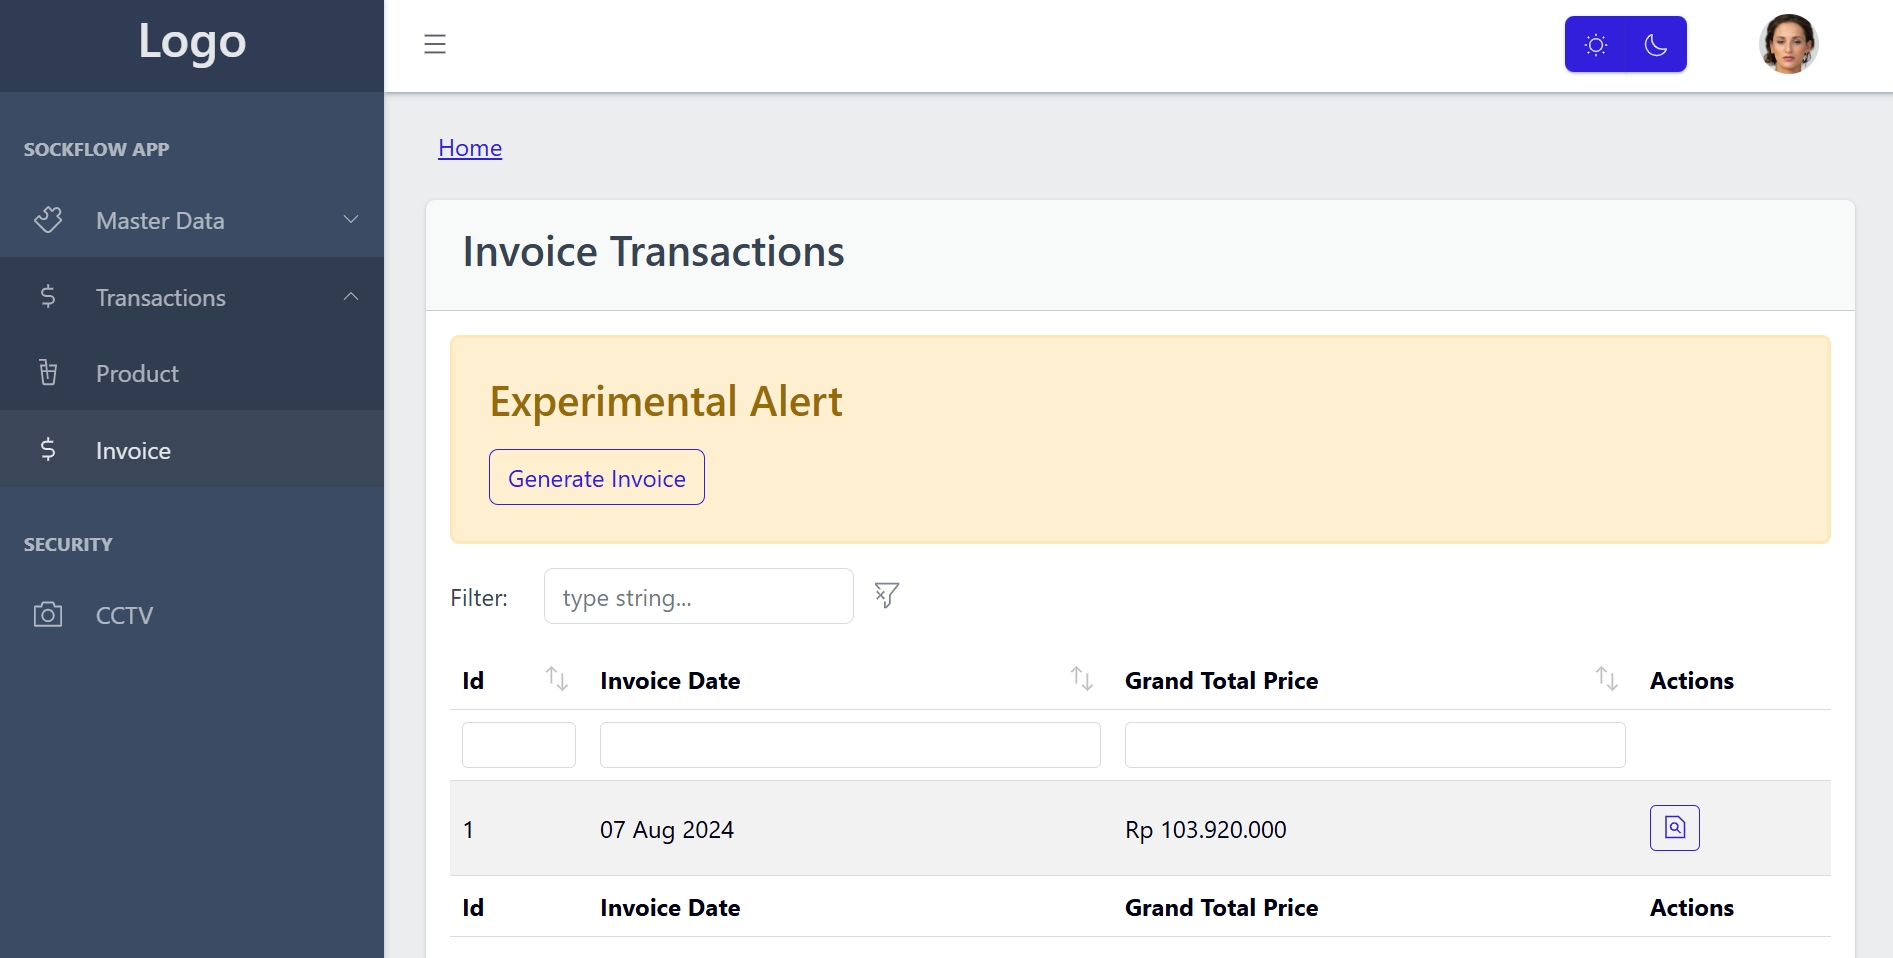 Logo
SOCKFLOW APP
Master Data
Transactions
Product
Invoice
SECURITY
CCTV
Home
Invoice Transactions
Experimental Alert
Generate Invoice
Filter: type string...
Id Invoice Date Grand Total Price Actions
1 07 Aug 2024 Rp 103.920.000
Id Invoice Date Grand Total Price Actions